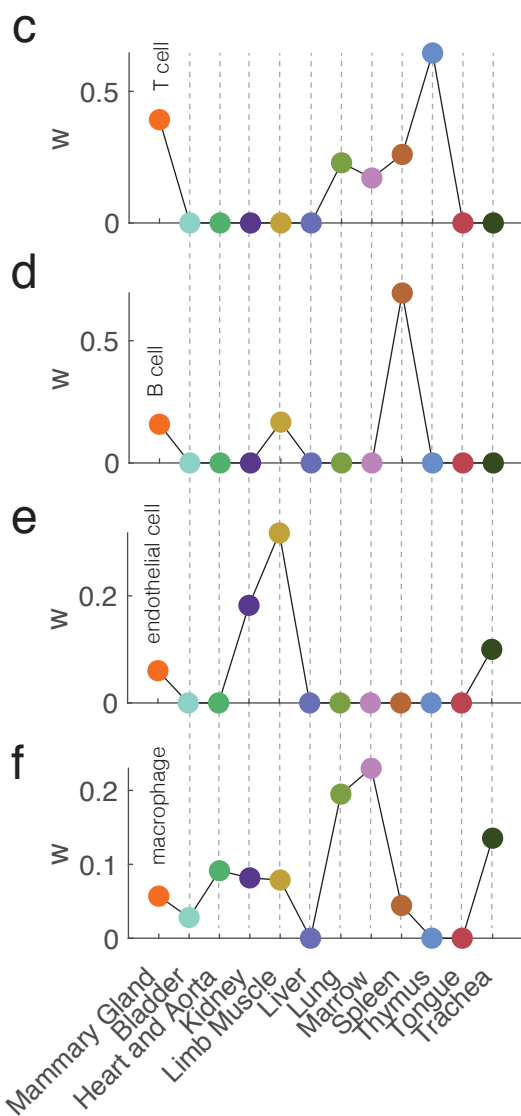 c
T cell
0.5
w
0
d
B cell
0.5
w
0
e
endothelial cell
0.2
w
0
f
macrophage
0.2
w
0.1
0
Mammary Gland
Bladder
Heart and Aorta
Kidney
Limb Muscle
Liver
Lung
Marrow
Spleen
Thymus
Tongue
Trachea